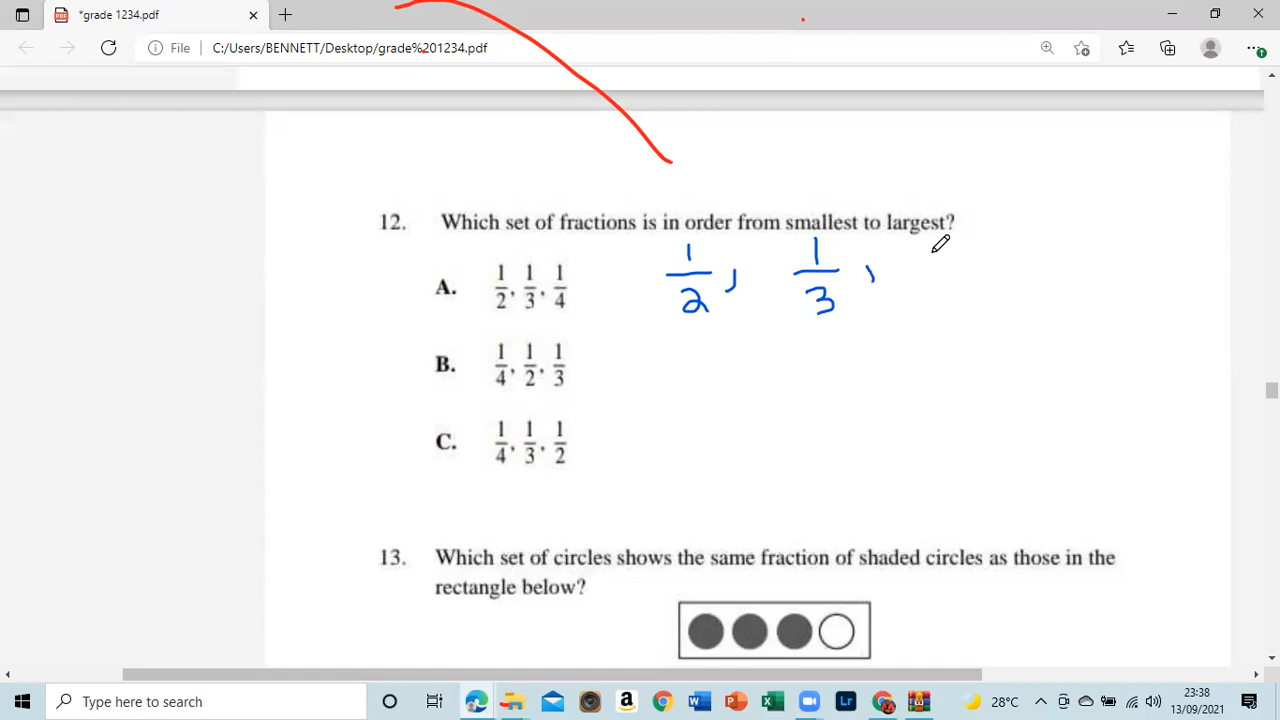 *grade 1234.pdf
File C:/Users/BENNETT/Desktop/grade%201234.pdf
12. Which set of fractions is in order from smallest to largest?
A. 1/2, 1/3, 1/4
1/2, 1/3,
B. 1/4, 1/2, 1/3
C. 1/4, 1/3, 1/2
13. Which set of circles shows the same fraction of shaded circles as those in the
rectangle below?
Type here to search
28°C
23:38
13/09/2021